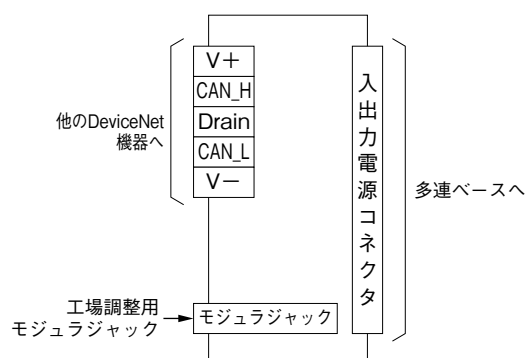 V＋
CAN_H
Drain
CAN_L
V－
他のDeviceNet
機器へ
入出力電源コネクタ
多連ベースへ
工場調整用
モジュラジャック
モジュラジャック